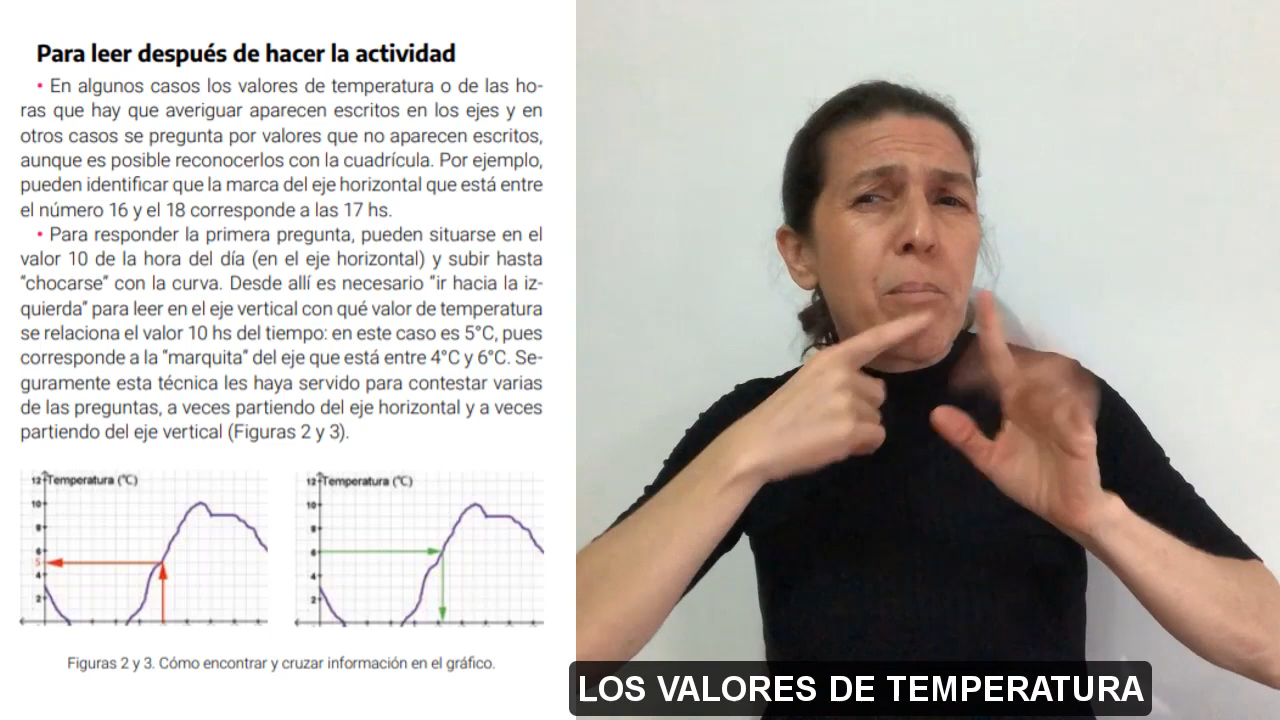 Para leer después de hacer la actividad
• En algunos casos los valores de temperatura o de las ho-
ras que hay que averiguar aparecen escritos en los ejes y en
otros casos se pregunta por valores que no aparecen escritos,
aunque es posible reconocerlos con la cuadrícula. Por ejemplo,
pueden identificar que la marca del eje horizontal que está entre
el número 16 y el 18 corresponde a las 17 hs.
• Para responder la primera pregunta, pueden situarse en el
valor 10 de la hora del día (en el eje horizontal) y subir hasta
“chocarse” con la curva. Desde allí es necesario “ir hacia la iz-
quierda” para leer en el eje vertical con qué valor de temperatura
se relaciona el valor 10 hs del tiempo: en este caso es 5°C, pues
corresponde a la “marquita” del eje que está entre 4°C y 6°C. Se-
guramente esta técnica les haya servido para contestar varias
de las preguntas, a veces partiendo del eje horizontal y a veces
partiendo del eje vertical (Figuras 2 y 3).
12 Temperatura (°C)
10
8
6
5
4
2
12 Temperatura (°C)
10
8
6
4
2
Figuras 2 y 3. Cómo encontrar y cruzar información en el gráfico.
LOS VALORES DE TEMPERATURA